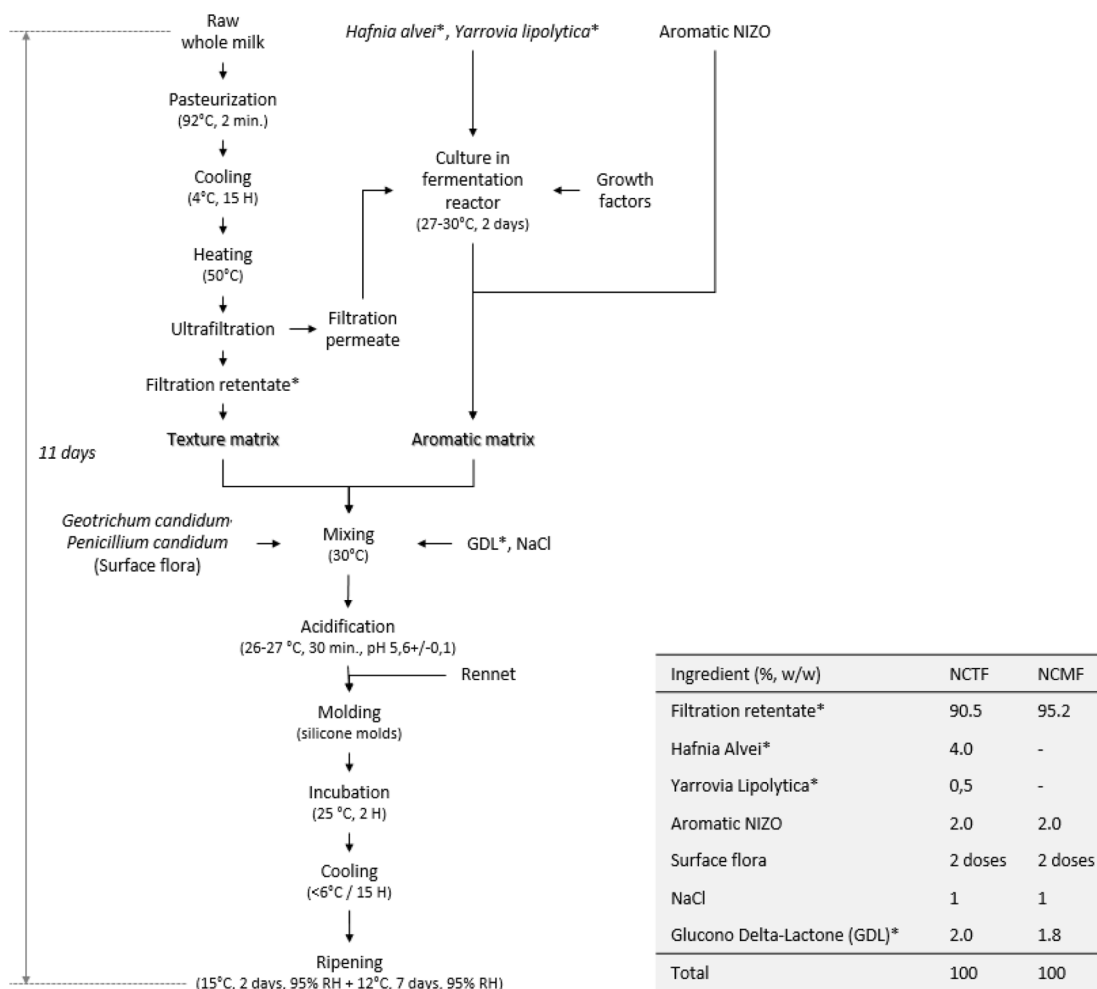 Raw
whole milk
Hafnia alvei*, Yarrovia lipolytica*
Aromatic NIZO
Pasteurization
(92°C, 2 min.)
Cooling
(4°C, 15 H)
Heating
(50°C)
Ultrafiltration
Filtration
permeate
Culture in
fermentation
reactor
(27-30°C, 2 days)
Growth
factors
Filtration retentate*
Texture matrix
Aromatic matrix
11 days
Geotrichum candidum,
Penicillium candidum
(Surface flora)
Mixing
(30°C)
GDL*, NaCl
Acidification
(26-27 °C, 30 min., pH 5,6+/-0,1)
Rennet
Molding
(silicone molds)
Incubation
(25 °C, 2 H)
Cooling
(<6°C / 15 H)
Ripening
(15°C, 2 days, 95% RH + 12°C, 7 days, 95% RH)
Ingredient (%, w/w) NCTF NCMF
Filtration retentate* 90.5 95.2
Hafnia Alvei* 4.0 -
Yarrovia Lipolytica* 0,5 -
Aromatic NIZO 2.0 2.0
Surface flora 2 doses 2 doses
NaCl 1 1
Glucono Delta-Lactone (GDL)* 2.0 1.8
Total 100 100